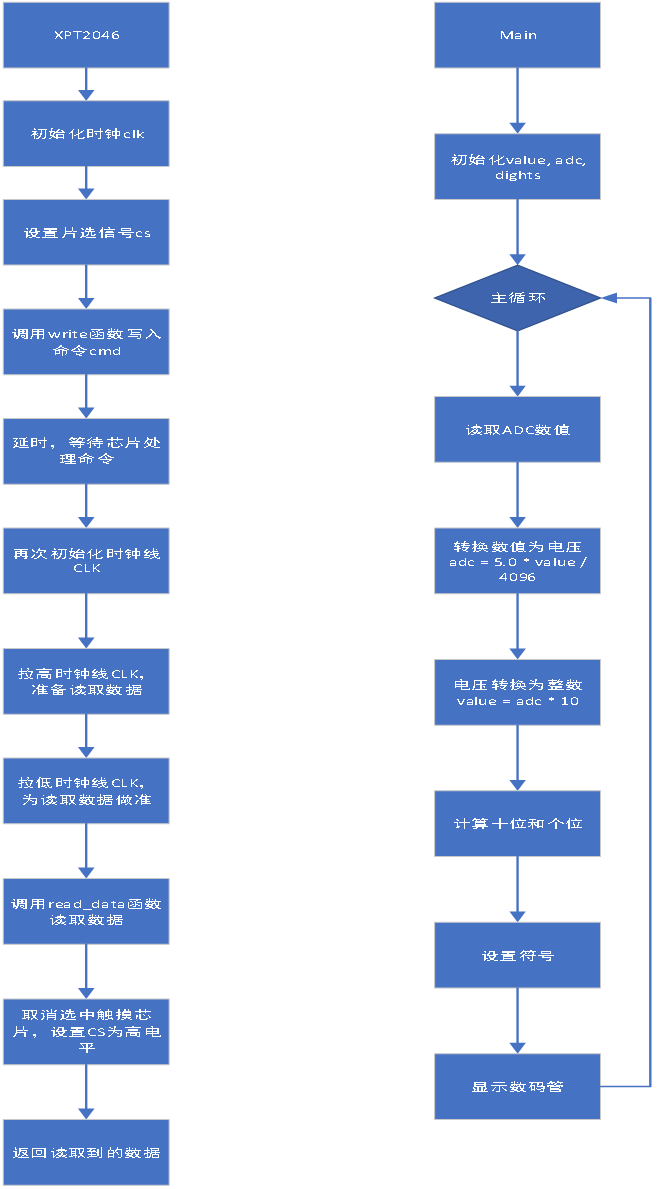 XPT2046
初始化时钟clk
设置片选信号cs
调用write函数写入
命令cmd
延时，等待芯片处
理命令
再次初始化时钟线
CLK
拉高时钟线CLK，
准备读取数据
拉低时钟线CLK，
为读取数据做准
调用read_data函数
读取数据
取消选中触摸芯
片，设置CS为高电
平
返回读取到的数据
Main
初始化value, adc,
dights
主循环
读取ADC数值
转换数值为电压
adc = 5.0 * value /
4096
电压转换为整数
value = adc * 10
计算十位和个位
设置符号
显示数码管